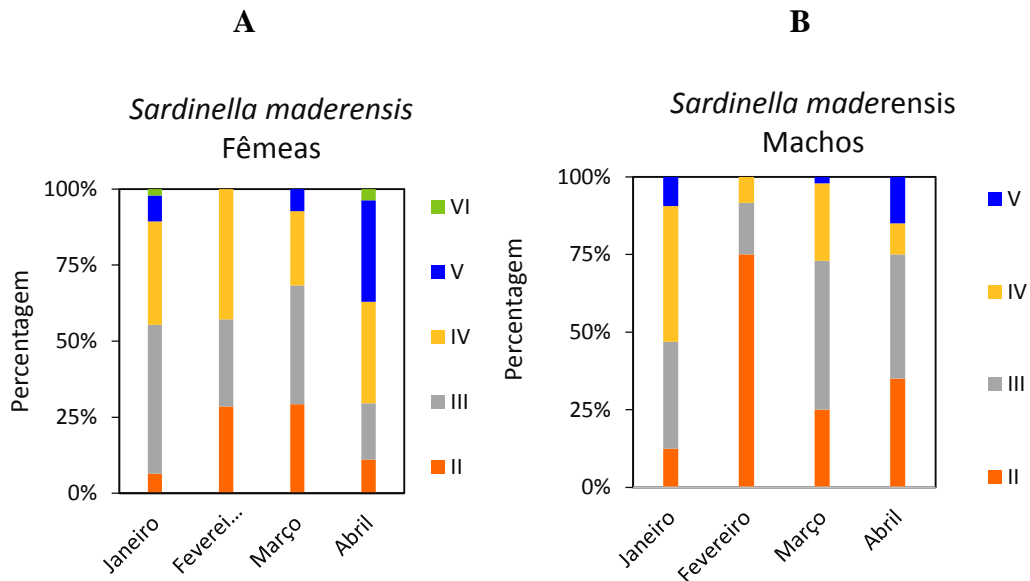 A
B
Sardinella maderensis
Fêmeas
100%
75%
50%
25%
0%
Percentagem
Janeiro
Feverei...
Março
Abril
VI
V
IV
III
II
Sardinella maderensis
Machos
100%
75%
50%
25%
0%
Percentagem
Janeiro
Fevereiro
Março
Abril
V
IV
III
II